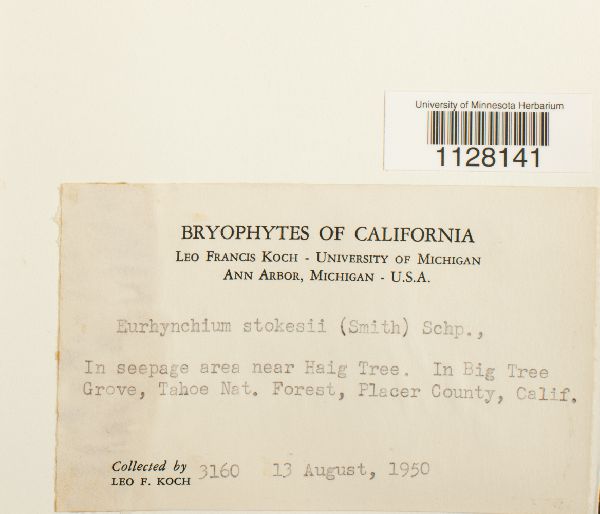 University of Minnesota Herbarium
1128141
BRYOPHYTES OF CALIFORNIA
LEO FRANCIS KOCH - UNIVERSITY OF MICHIGAN
ANN ARBOR, MICHIGAN - U.S.A.
Eurhynchium stokesii (Smith) Schp.,
In seepage area near Haig Tree. In Big Tree
Grove, Tahoe Nat. Forest, Placer County, Calif.
Collected by 3160 13 August, 1950
LEO F. KOCH